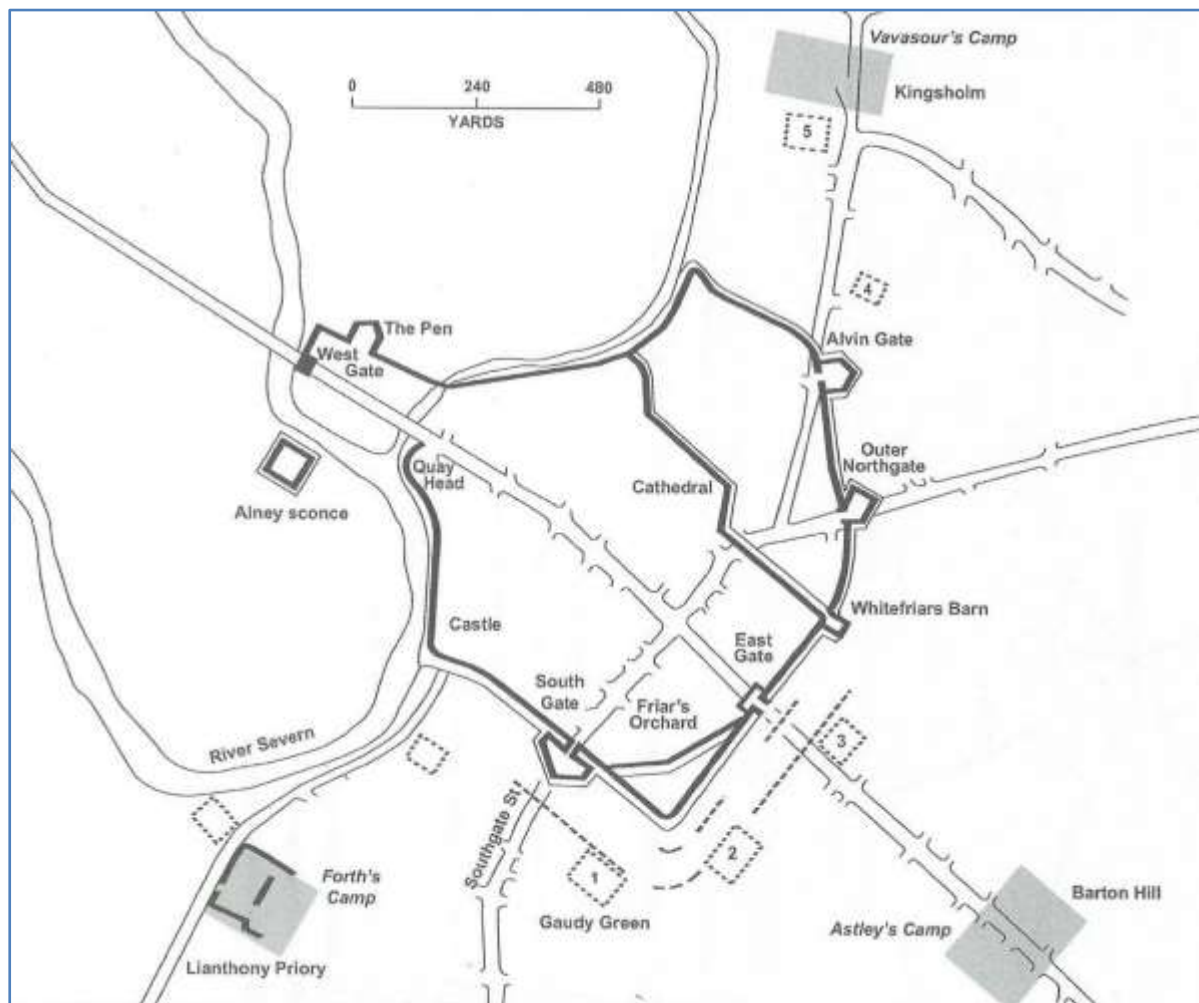 Vavasour's Camp
0 240 480
YARDS
Kingsholm
5
4
The Pen
West
Gate
Alvin Gate
Outer
Northgate
Quay
Head
Cathedral
Alney sconce
Whitefriars Barn
Castle
East
Gate
South
Gate
Friar's
Orchard
River Severn
3
2
Southgate St
1
Forth's
Camp
Gaudy Green
Barton Hill
Astley's Camp
Llanthony Priory